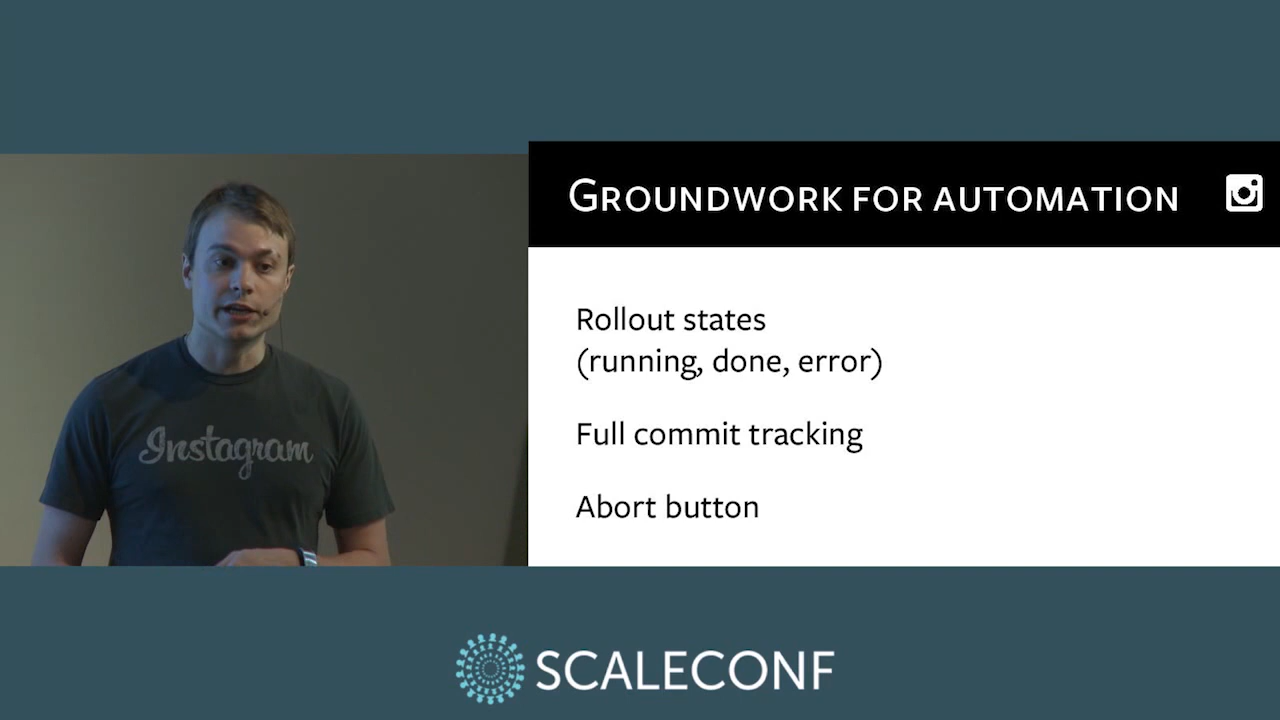 Instagram
GROUNDWORK FOR AUTOMATION
Rollout states
(running, done, error)
Full commit tracking
Abort button
SCALECONF